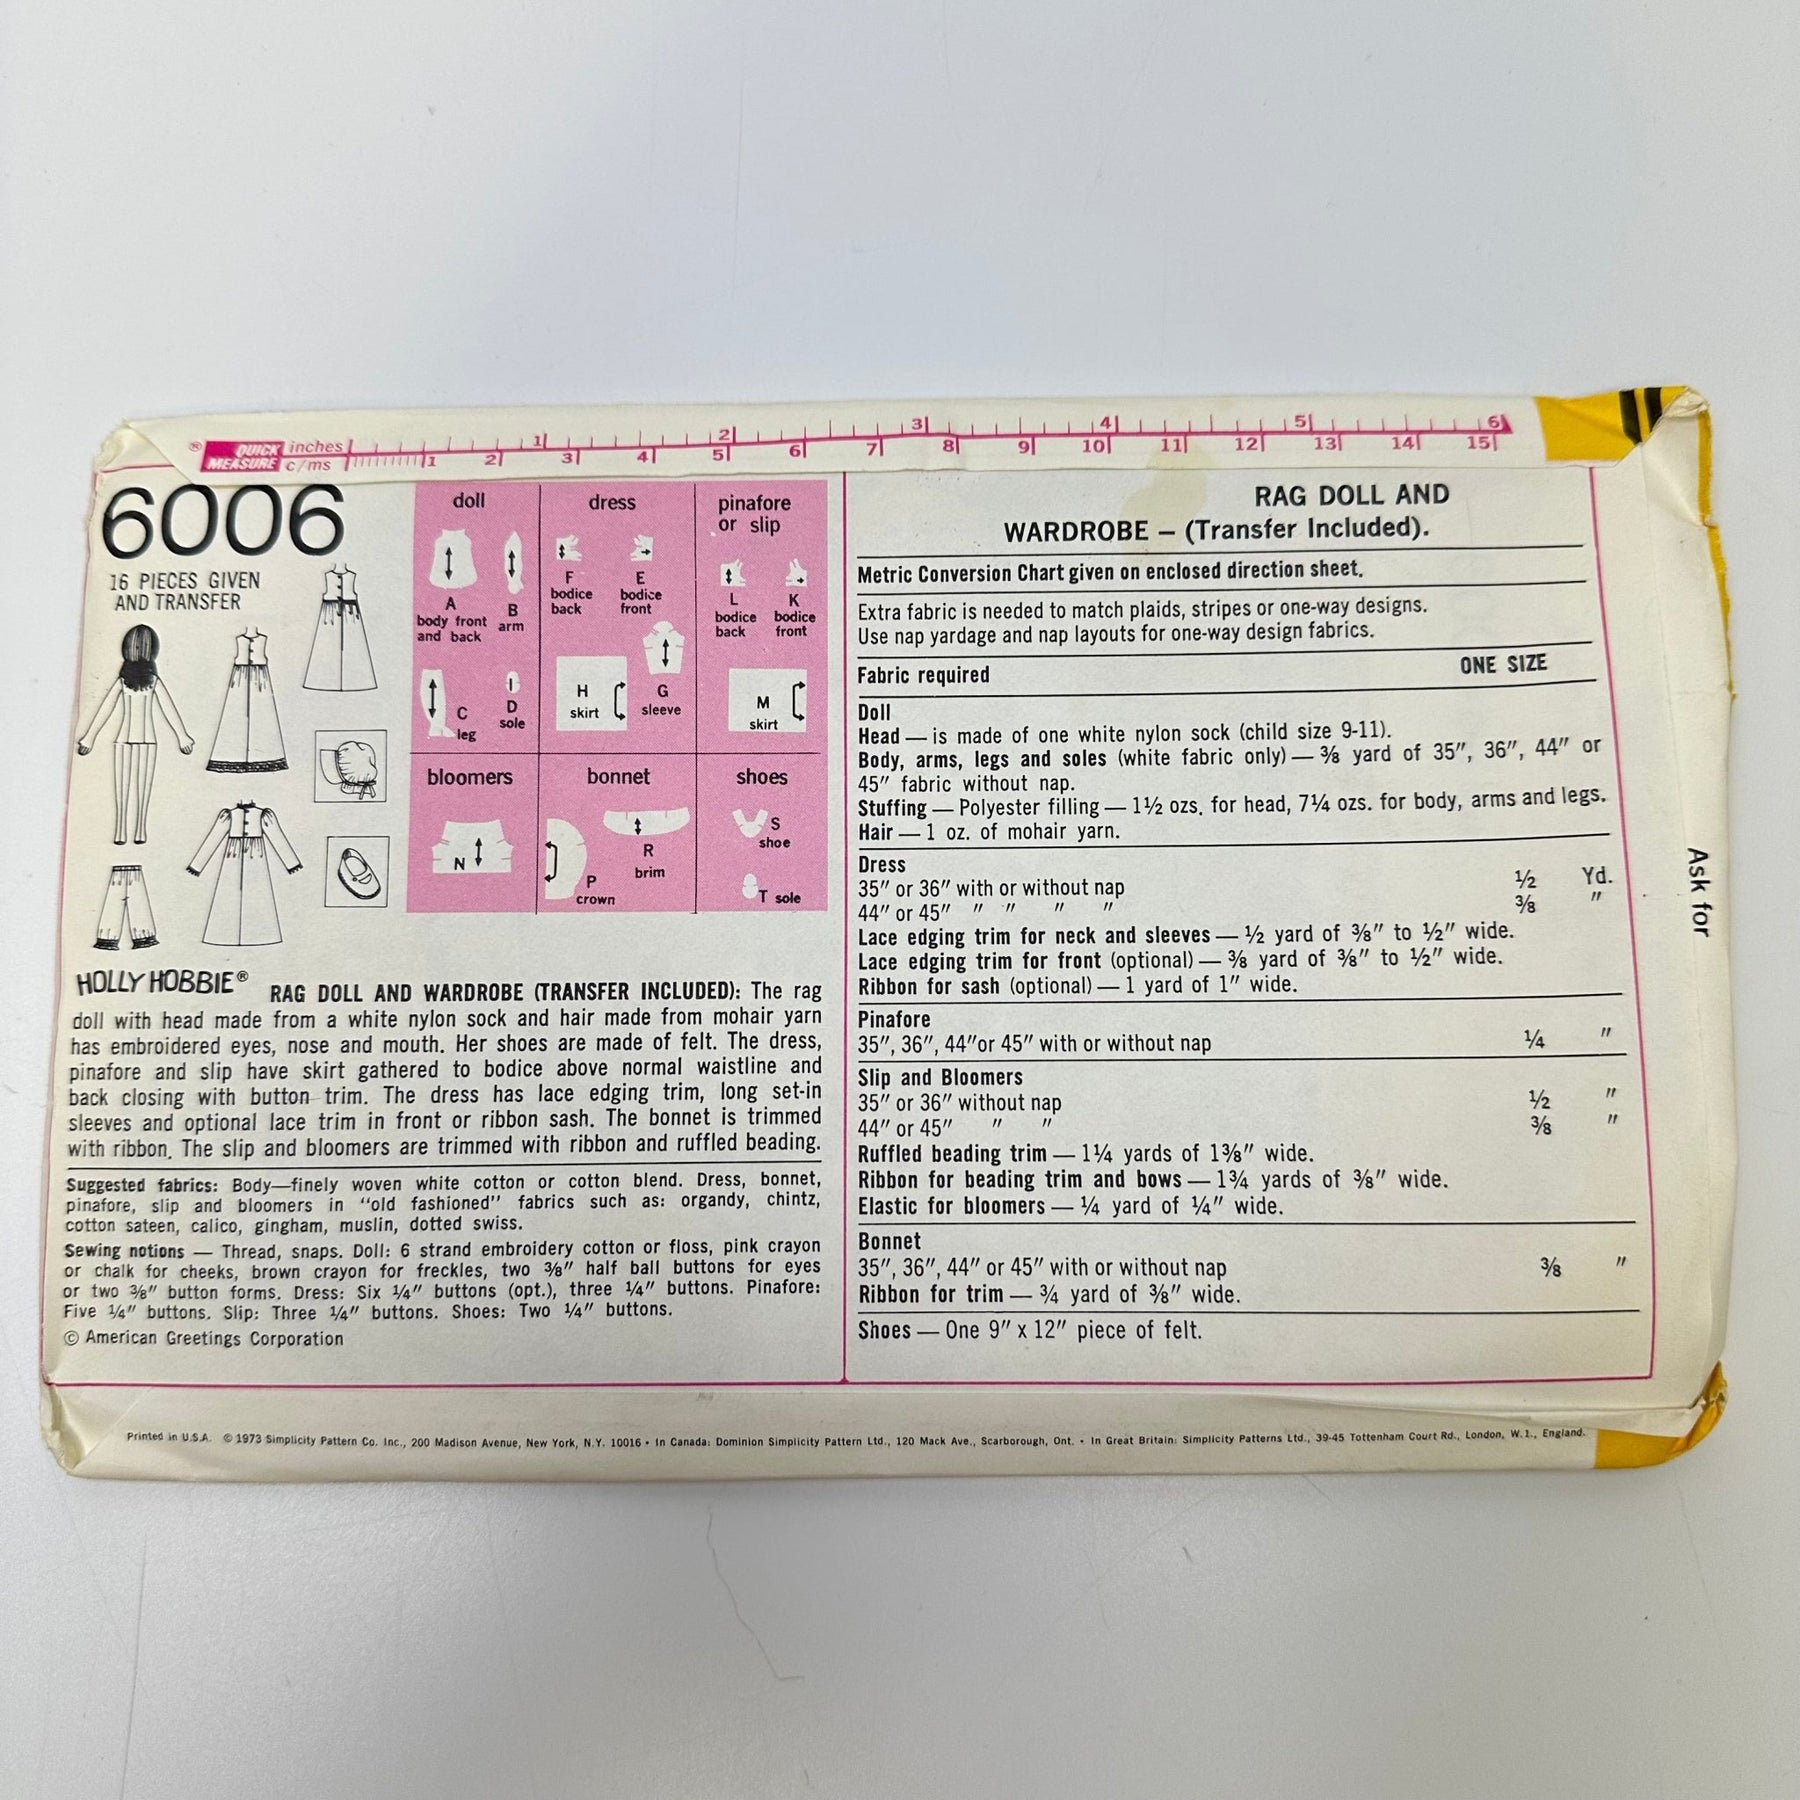 ® QUICK MEASURE inches c/ms
1 2 3 4 5 6
1 2 3 4 5 6 7 8 9 10 11 12 13 14 15
6006
16 PIECES GIVEN
AND TRANSFER
doll
A
body front
and back
B
arm
C
leg
D
sole
dress
F
bodice
back
E
bodice
front
H
skirt
G
sleeve
pinafore
or slip
L
bodice
back
K
bodice
front
M
skirt
bloomers
N
bonnet
P
crown
R
brim
shoes
S
shoe
T sole
HOLLY HOBBIE® RAG DOLL AND WARDROBE (TRANSFER INCLUDED): The rag
doll with head made from a white nylon sock and hair made from mohair yarn
has embroidered eyes, nose and mouth. Her shoes are made of felt. The dress,
pinafore and slip have skirt gathered to bodice above normal waistline and
back closing with button trim. The dress has lace edging trim, long set-in
sleeves and optional lace trim in front or ribbon sash. The bonnet is trimmed
with ribbon. The slip and bloomers are trimmed with ribbon and ruffled beading.
Suggested fabrics: Body—finely woven white cotton or cotton blend. Dress, bonnet,
pinafore, slip and bloomers in "old fashioned" fabrics such as: organdy, chintz,
cotton sateen, calico, gingham, muslin, dotted swiss.
Sewing notions — Thread, snaps. Doll: 6 strand embroidery cotton or floss, pink crayon
or chalk for cheeks, brown crayon for freckles, two 3/8" half ball buttons for eyes
or two 3/8" button forms. Dress: Six 1/4" buttons (opt.), three 1/4" buttons. Pinafore:
Five 1/4" buttons. Slip: Three 1/4" buttons. Shoes: Two 1/4" buttons.
© American Greetings Corporation
RAG DOLL AND
WARDROBE – (Transfer Included).
Metric Conversion Chart given on enclosed direction sheet.
Extra fabric is needed to match plaids, stripes or one-way designs.
Use nap yardage and nap layouts for one-way design fabrics.
Fabric required ONE SIZE
Doll
Head — is made of one white nylon sock (child size 9-11).
Body, arms, legs and soles (white fabric only) — 3/8 yard of 35", 36", 44" or
45" fabric without nap.
Stuffing — Polyester filling — 1 1/2 ozs. for head, 7 1/4 ozs. for body, arms and legs.
Hair — 1 oz. of mohair yarn.
Dress
35" or 36" with or without nap 1/2 Yd.
44" or 45" " " " " 3/8 "
Lace edging trim for neck and sleeves — 1/2 yard of 3/8" to 1/2" wide.
Lace edging trim for front (optional) — 3/8 yard of 3/8" to 1/2" wide.
Ribbon for sash (optional) — 1 yard of 1" wide.
Pinafore
35", 36", 44"or 45" with or without nap 1/4 "
Slip and Bloomers
35" or 36" without nap 1/2 "
44" or 45" " " 3/8 "
Ruffled beading trim — 1 1/4 yards of 1 3/8" wide.
Ribbon for beading trim and bows — 1 3/4 yards of 3/8" wide.
Elastic for bloomers — 1/4 yard of 1/4" wide.
Bonnet
35", 36", 44" or 45" with or without nap 3/8 "
Ribbon for trim — 3/4 yard of 3/8" wide.
Shoes — One 9" x 12" piece of felt.
Ask for
Printed in U.S.A. © 1973 Simplicity Pattern Co. Inc., 200 Madison Avenue, New York, N.Y. 10016 • In Canada: Dominion Simplicity Pattern Ltd., 120 Mack Ave., Scarborough, Ont. • In Great Britain: Simplicity Patterns Ltd., 39-45 Tottenham Court Rd., London, W.1., England.